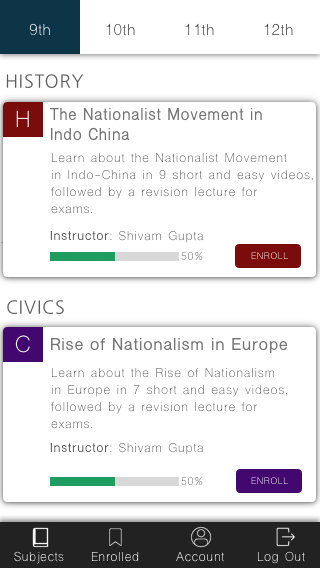 9th 10th 11th 12th
HISTORY
H
The Nationalist Movement in
Indo China
Learn about the Nationalist Movement
in Indo-China in 9 short and easy videos,
followed by a revision lecture for
exams.
Instructor: Shivam Gupta
50% ENROLL
CIVICS
C
Rise of Nationalism in Europe
Learn about the Rise of Nationalism
in Europe in 7 short and easy videos,
followed by a revision lecture for
exams.
Instructor: Shivam Gupta
50% ENROLL
Subjects Enrolled Account Log Out